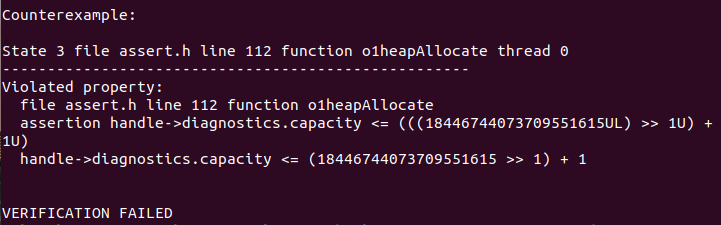 Counterexample:
State 3 file assert.h line 112 function o1heapAllocate thread 0
----------------------------------------------------
Violated property:
file assert.h line 112 function o1heapAllocate
assertion handle->diagnostics.capacity <= (((18446744073709551615UL) >> 1U) +
1U)
handle->diagnostics.capacity <= (18446744073709551615 >> 1) + 1
VERIFICATION FAILED